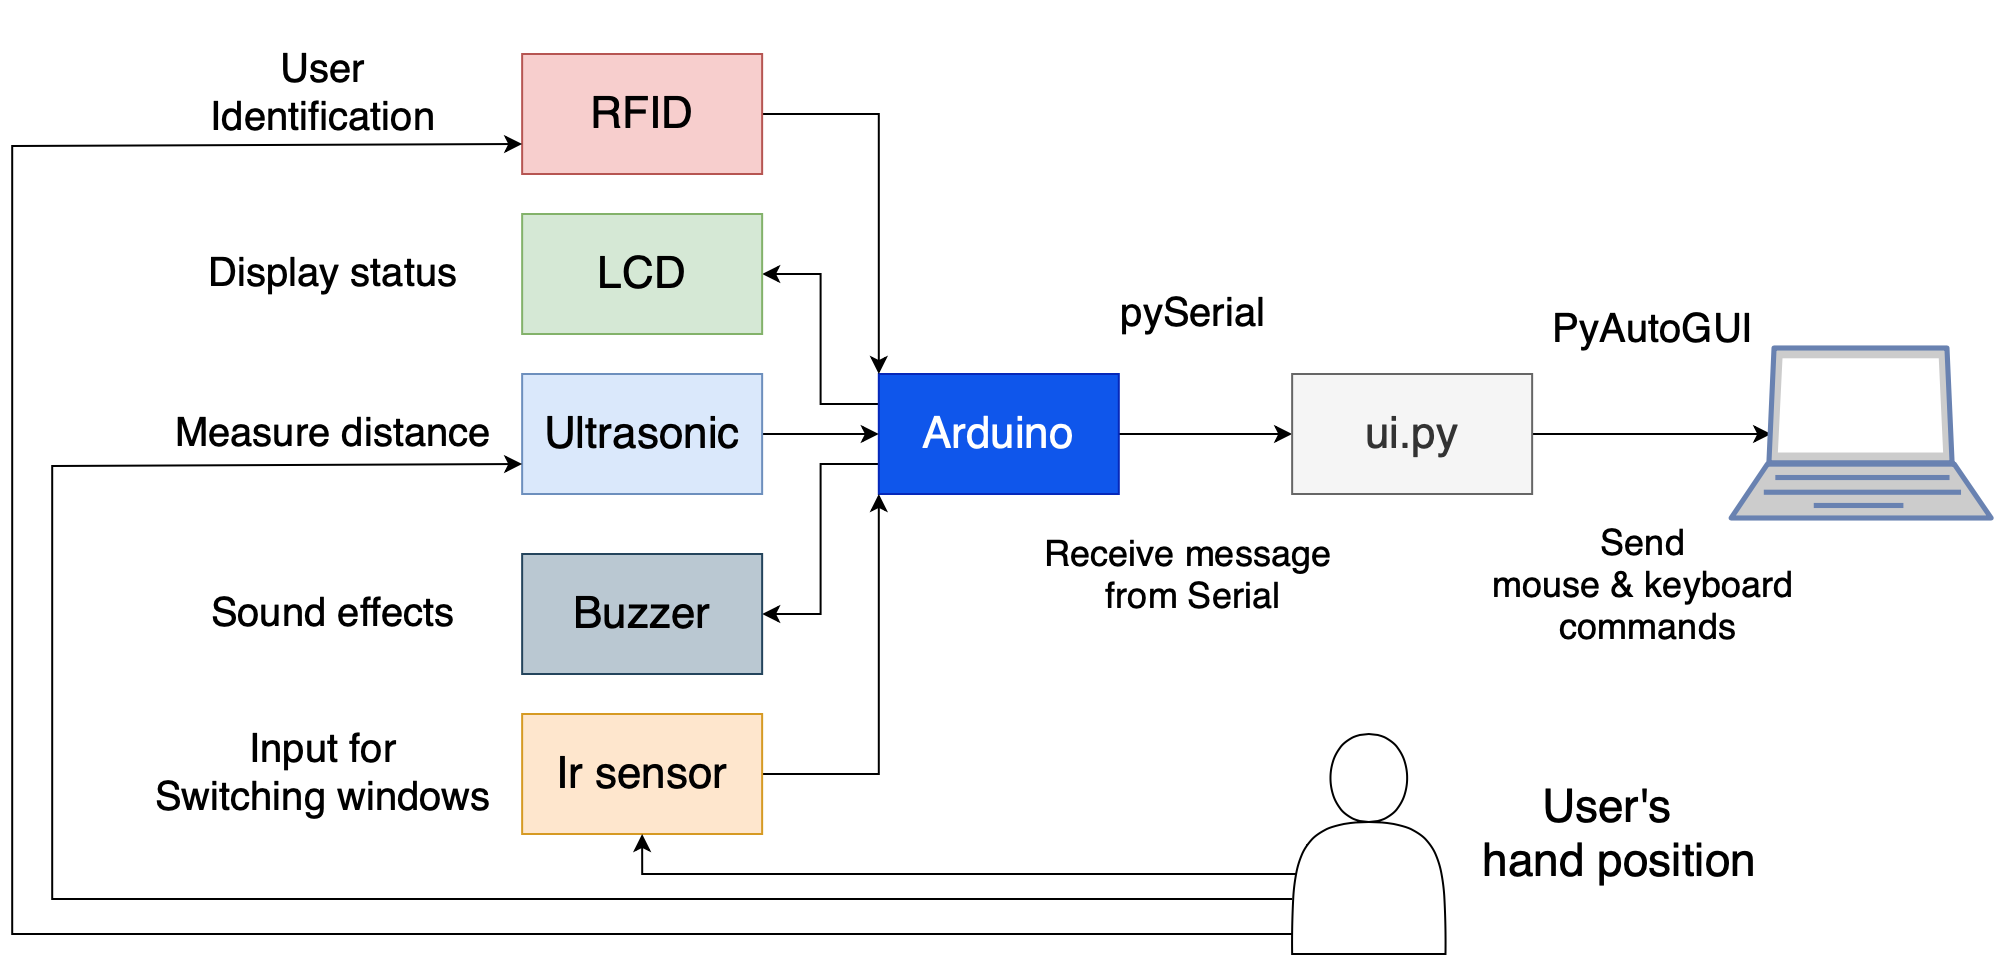 User
Identification
RFID
Display status
LCD
Measure distance
Ultrasonic
Arduino
pySerial
ui.py
PyAutoGUI
Receive message
from Serial
Send
mouse & keyboard
commands
Sound effects
Buzzer
Input for
Switching windows
Ir sensor
User's
hand position